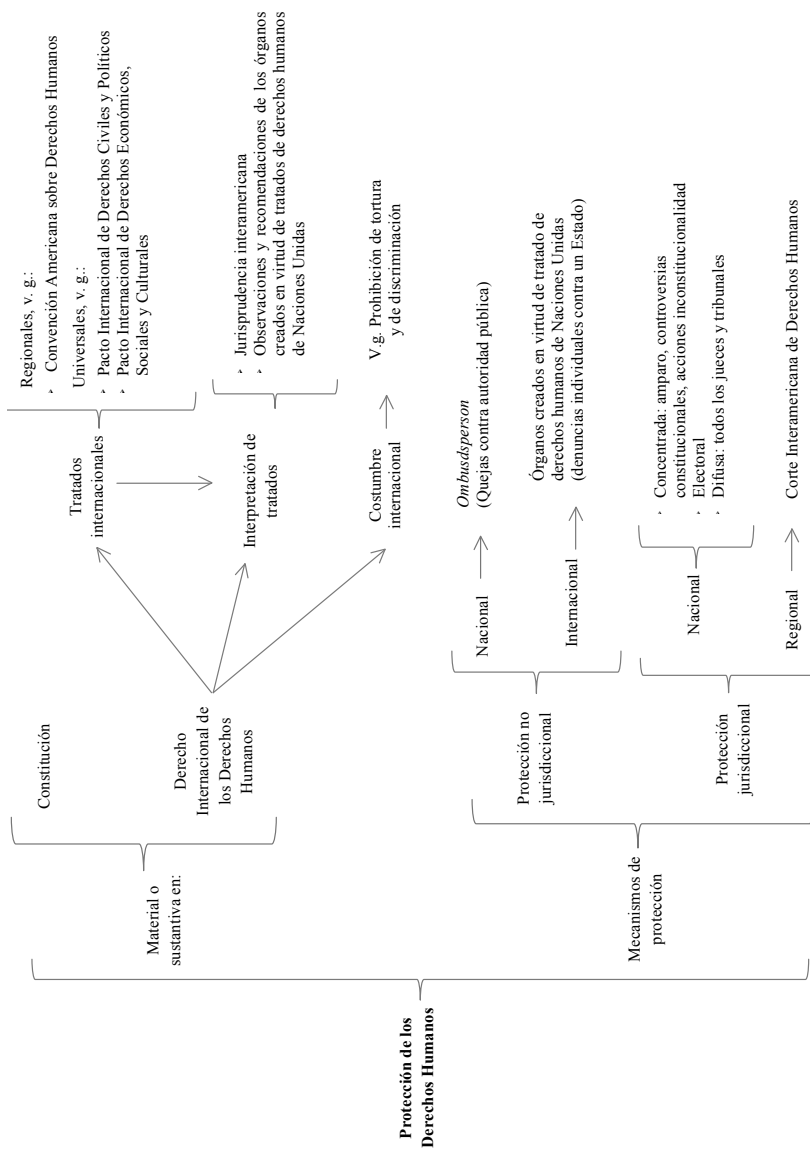 Protección de los
Derechos Humanos
Material o
sustantiva en:
Constitución
Derecho
Internacional de
los Derechos
Humanos
Tratados
internacionales
Regionales, v. g.:
Convención Americana sobre Derechos Humanos
Universales, v. g.:
Pacto Internacional de Derechos Civiles y Políticos
Pacto Internacional de Derechos Económicos,
Sociales y Culturales
Interpretación de
tratados
Jurisprudencia interamericana
Observaciones y recomendaciones de los órganos
creados en virtud de tratados de derechos humanos
de Naciones Unidas
Costumbre
internacional
V.g. Prohibición de tortura
y de discriminación
Mecanismos de
protección
Protección no
jurisdiccional
Nacional
Ombusdsperson
(Quejas contra autoridad pública)
Internacional
Órganos creados en virtud de tratado de
derechos humanos de Naciones Unidas
(denuncias individuales contra un Estado)
Protección
jurisdiccional
Nacional
Concentrada: amparo, controversias
constitucionales, acciones inconstitucionalidad
Electoral
Difusa: todos los jueces y tribunales
Regional
Corte Interamericana de Derechos Humanos